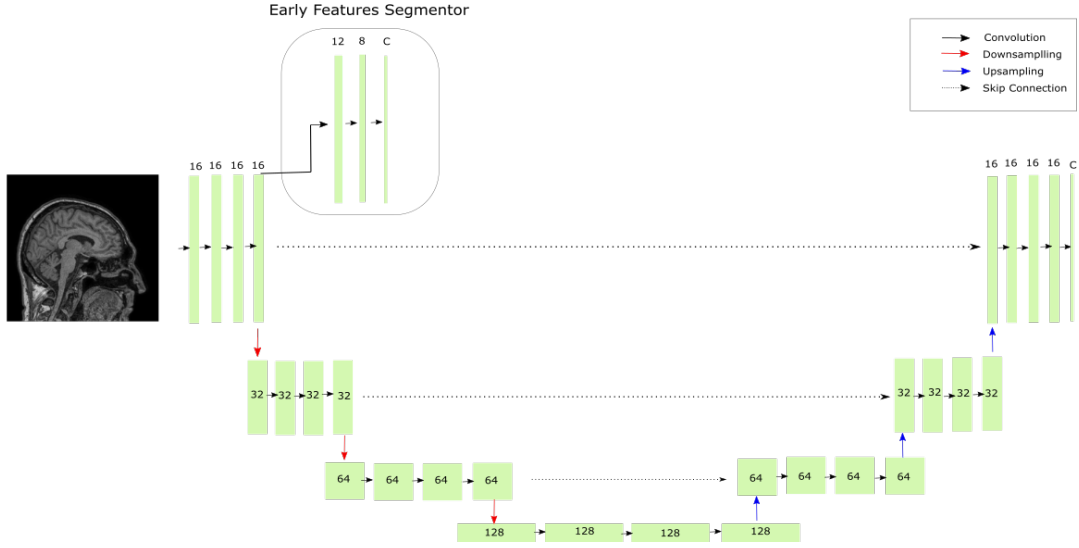 Early Features Segmentor
12 8 C
Convolution
Downsamplling
Upsampling
Skip Connection
16 16 16 16
16 16 16 16 C
32 32 32 32
32 32 32 32
64 64 64 64
64 64 64 64
128 128 128 128